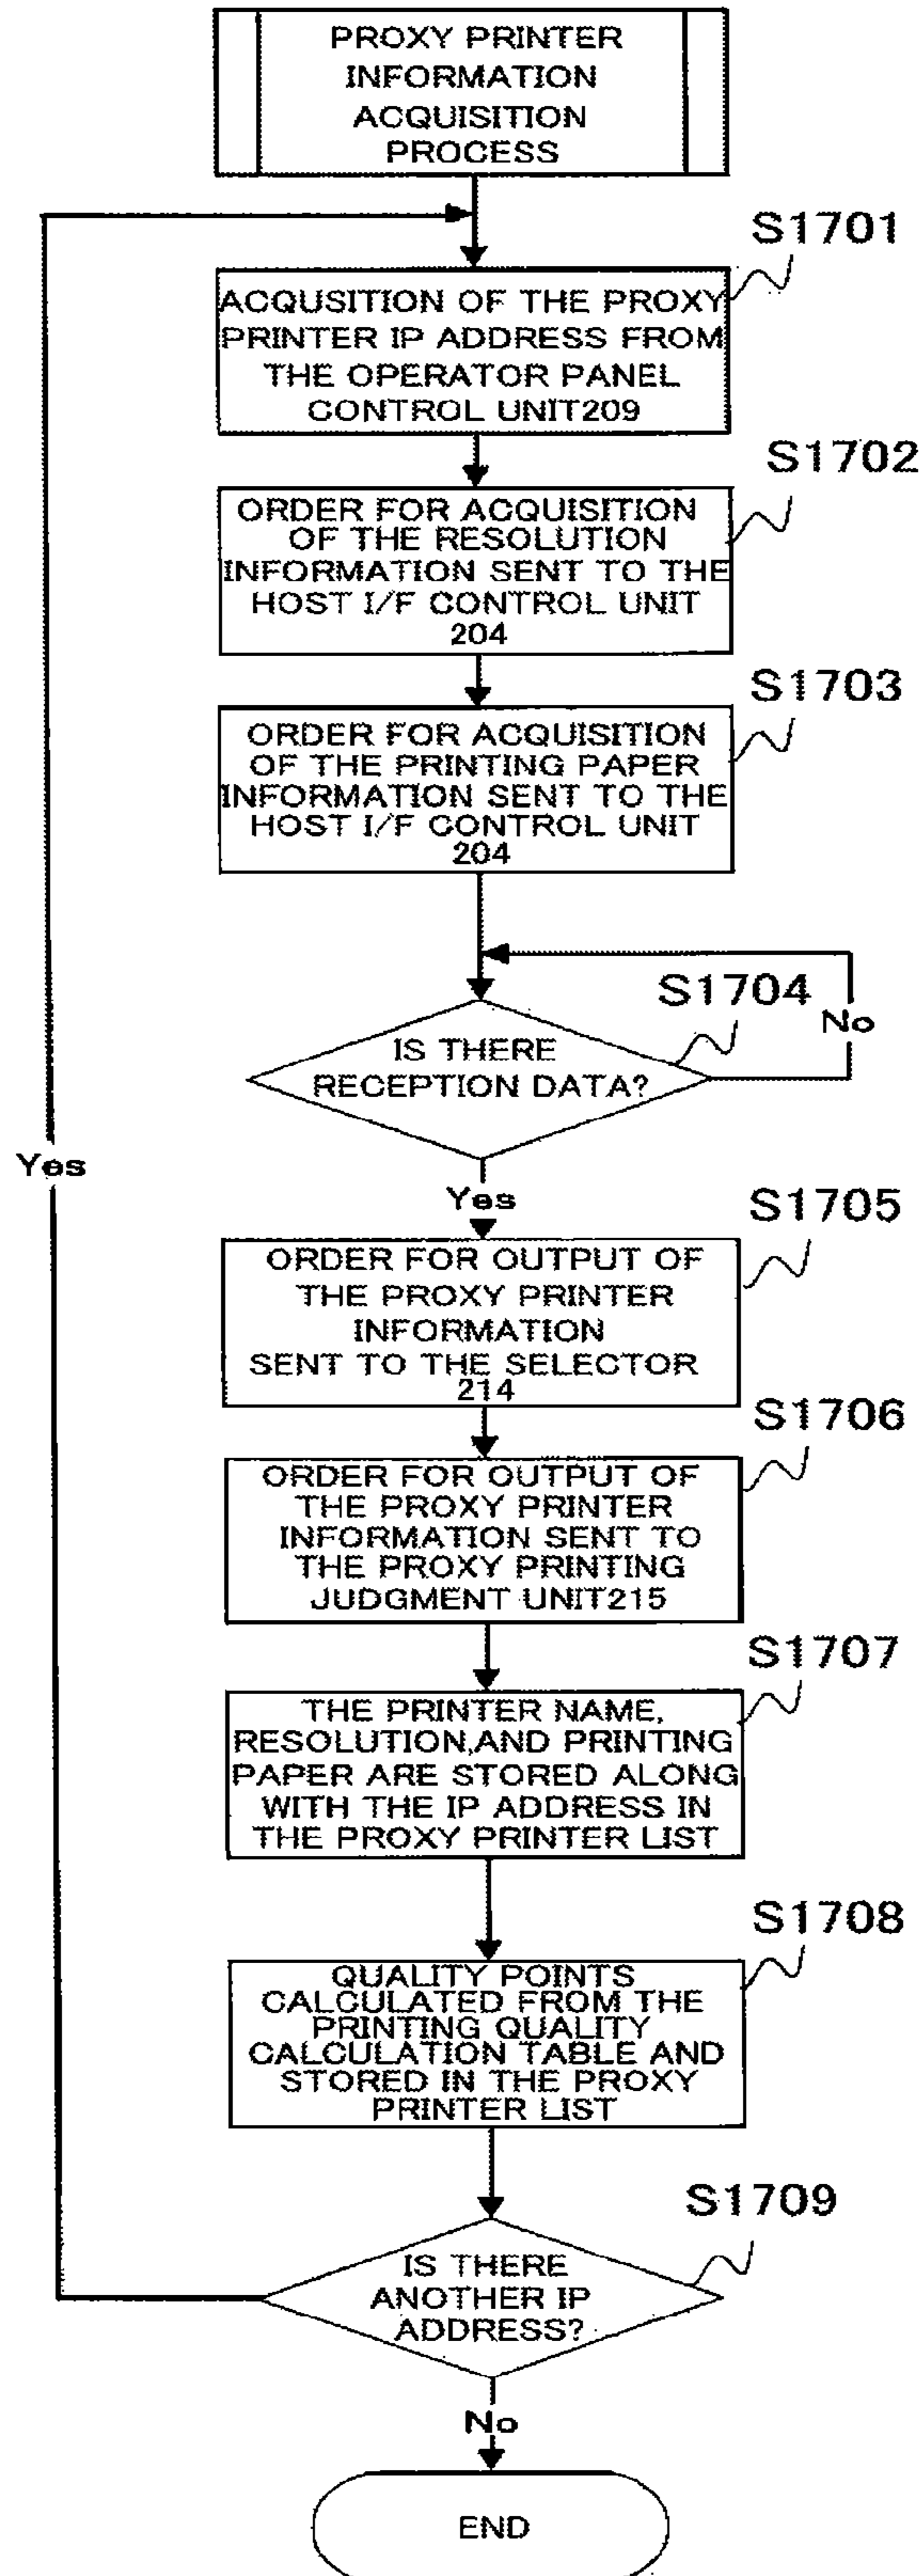 PROXY PRINTER
INFORMATION
ACQUISITION
PROCESS
S1701
ACQUSITION OF THE PROXY
PRINTER IP ADDRESS FROM
THE OPERATOR PANEL
CONTROL UNIT209
S1702
ORDER FOR ACQUISITION
OF THE RESOLUTION
INFORMATION SENT TO THE
HOST I/F CONTROL UNIT
204
S1703
ORDER FOR ACQUISITION
OF THE PRINTING PAPER
INFORMATION SENT TO THE
HOST I/F CONTROL UNIT
204
S1704
No
IS THERE
RECEPTION DATA?
Yes
Yes
S1705
ORDER FOR OUTPUT OF
THE PROXY PRINTER
INFORMATION
SENT TO THE SELECTOR
214
S1706
ORDER FOR OUTPUT OF
THE PROXY PRINTER
INFORMATION SENT TO
THE PROXY PRINTING
JUDGMENT UNIT215
S1707
THE PRINTER NAME,
RESOLUTION,AND PRINTING
PAPER ARE STORED ALONG
WITH THE IP ADDRESS IN
THE PROXY PRINTER LIST
S1708
QUALITY POINTS
CALCULATED FROM THE
PRINTING QUALITY
CALCULATION TABLE AND
STORED IN THE PROXY
PRINTER LIST
S1709
IS THERE
ANOTHER IP
ADDRESS?
No
END